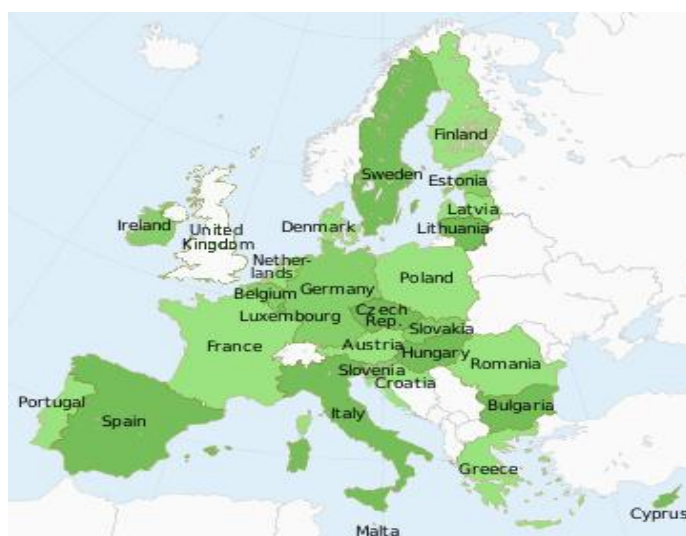 Finland
Sweden
Estonia
Latvia
Lithuania
Ireland
United
Kingdom
Denmark
Nether-
lands
Poland
Belgium
Germany
Luxembourg
Czech
Rep.
Slovakia
France
Austria
Hungary
Slovenia
Romania
Croatia
Portugal
Spain
Italy
Bulgaria
Greece
Cyprus
Malta